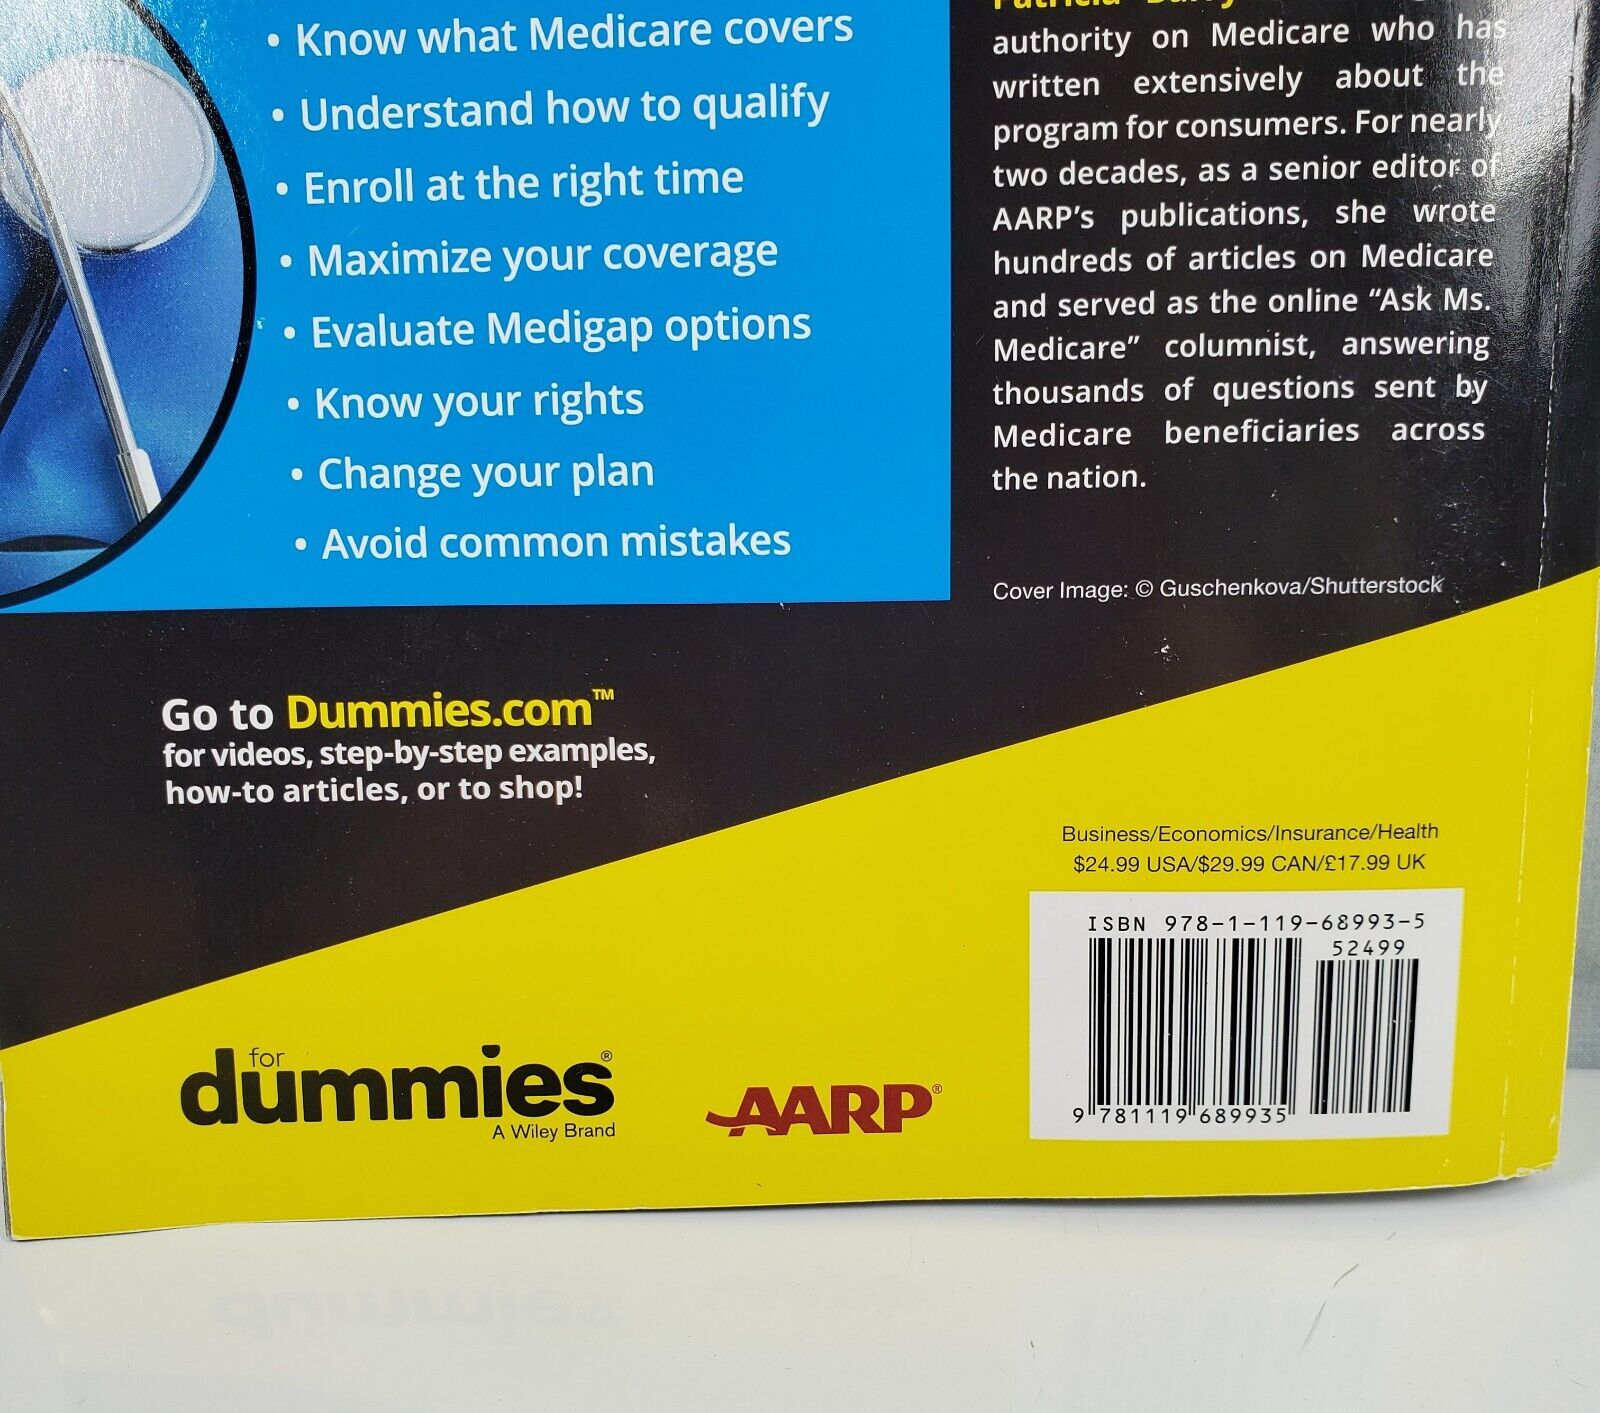 • Know what Medicare covers
• Understand how to qualify
• Enroll at the right time
• Maximize your coverage
• Evaluate Medigap options
• Know your rights
• Change your plan
• Avoid common mistakes
Patricia
authority on Medicare who has
written extensively about the
program for consumers. For nearly
two decades, as a senior editor of
AARP's publications, she wrote
hundreds of articles on Medicare
and served as the online “Ask Ms.
Medicare” columnist, answering
thousands of questions sent by
Medicare beneficiaries across
the nation.
Cover Image: © Guschenkova/Shutterstock
Go to Dummies.com™
for videos, step-by-step examples,
how-to articles, or to shop!
Business/Economics/Insurance/Health
$24.99 USA/$29.99 CAN/£17.99 UK
ISBN 978-1-119-68993-5
52499
9 781119 689935
for
dummies®
A Wiley Brand
AARP®